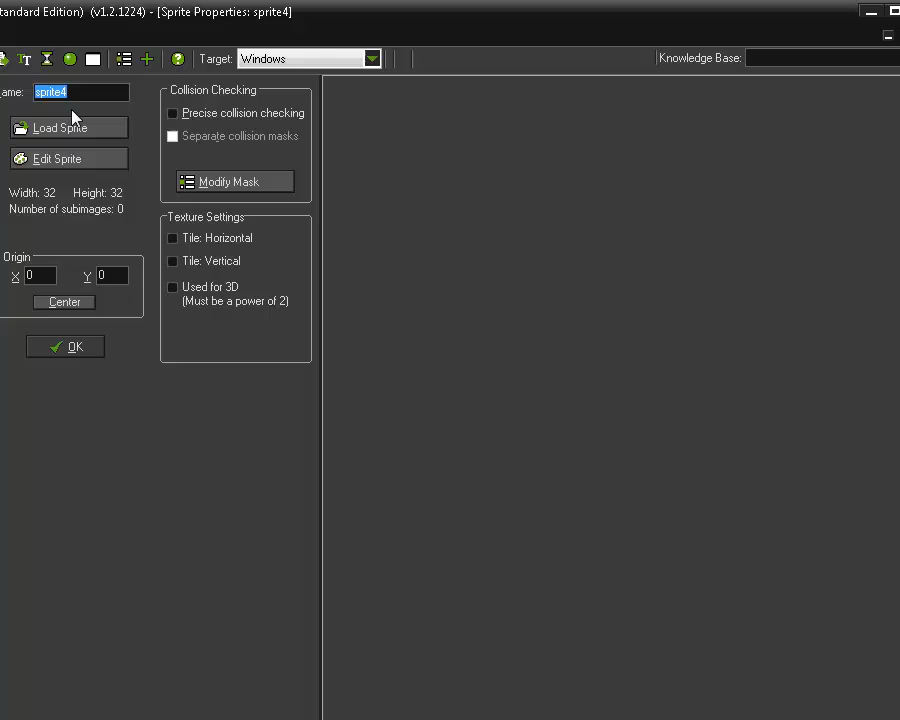 tandard Edition) (v1.2.1224) - [Sprite Properties: sprite4]
TT
Target: Windows
Knowledge Base:
ame: sprite4
Load Sprite
Edit Sprite
Width: 32 Height: 32
Number of subimages: 0
Origin
X 0 Y 0
Center
OK
Collision Checking
Precise collision checking
Separate collision masks
Modify Mask
Texture Settings
Tile: Horizontal
Tile: Vertical
Used for 3D
(Must be a power of 2)